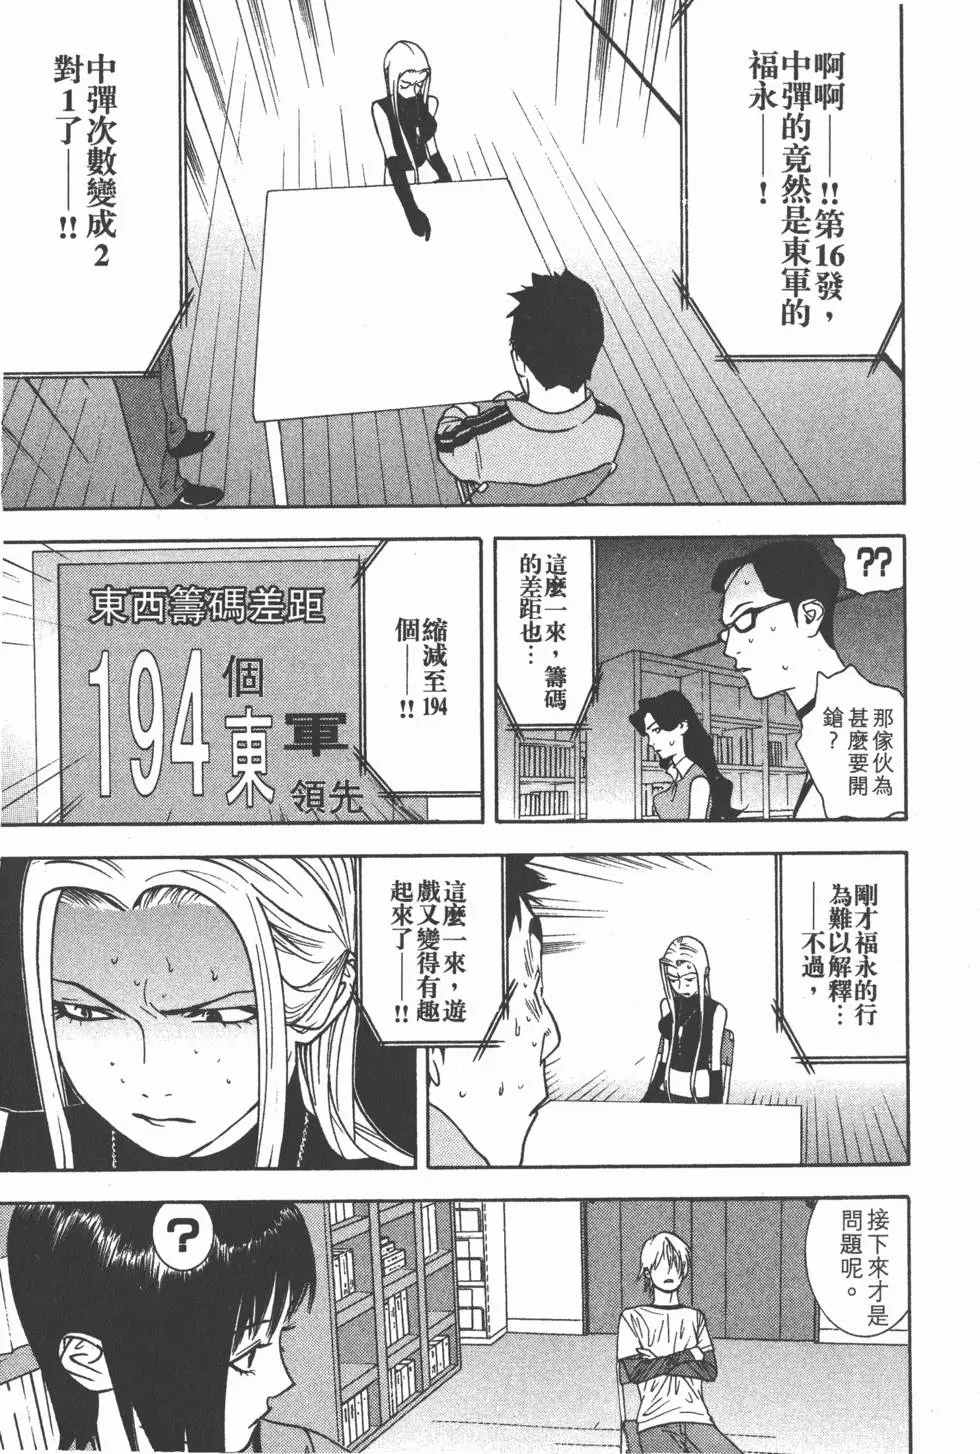 啊啊——!!第16發，
中彈的竟然是東軍的
福永——！
中彈次數變成2
對1了——!!
??
那傢伙為
甚麼要開
鎗？
這麼一來，籌碼
的差距也…
縮減至194
個——!!
東西籌碼差距
194個
東軍
領先
剛才福永的行
為難以解釋…
——不過，
這麼一來，遊
戲又變得有趣
起來了——!!
接下來才是
問題呢。
?